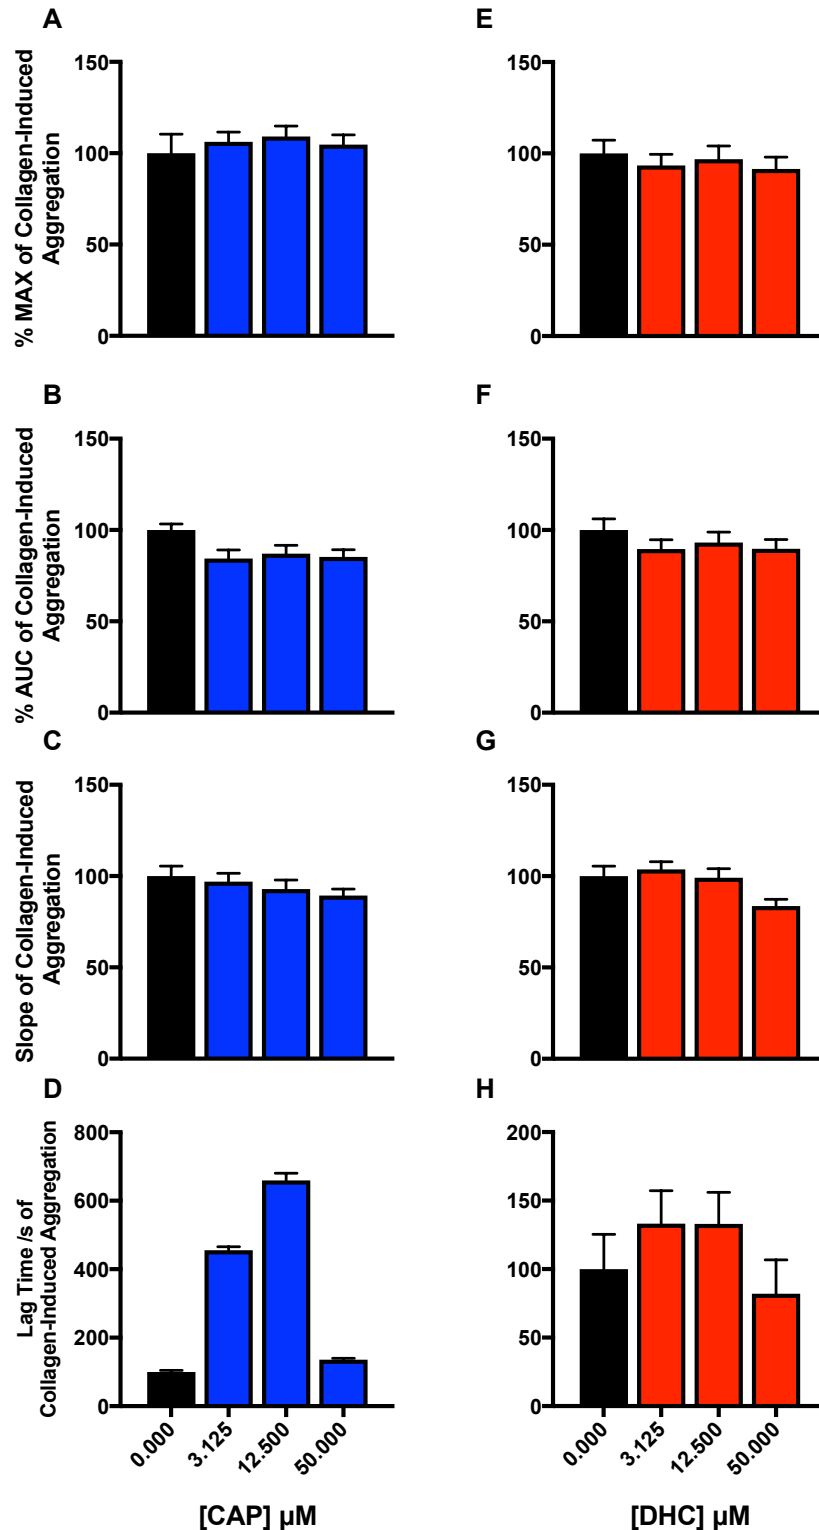 A
% MAX of Collagen-Induced
Aggregation
150
100
50
0
E
150
100
50
0
B
% AUC of Collagen-Induced
Aggregation
150
100
50
0
F
150
100
50
0
C
Slope of Collagen-Induced
Aggregation
150
100
50
0
G
150
100
50
0
D
Lag Time /s of
Collagen-Induced Aggregation
800
600
400
200
0
0.000
3.125
12.500
50.000
[CAP] µM
H
200
150
100
50
0
0.000
3.125
12.500
50.000
[DHC] µM